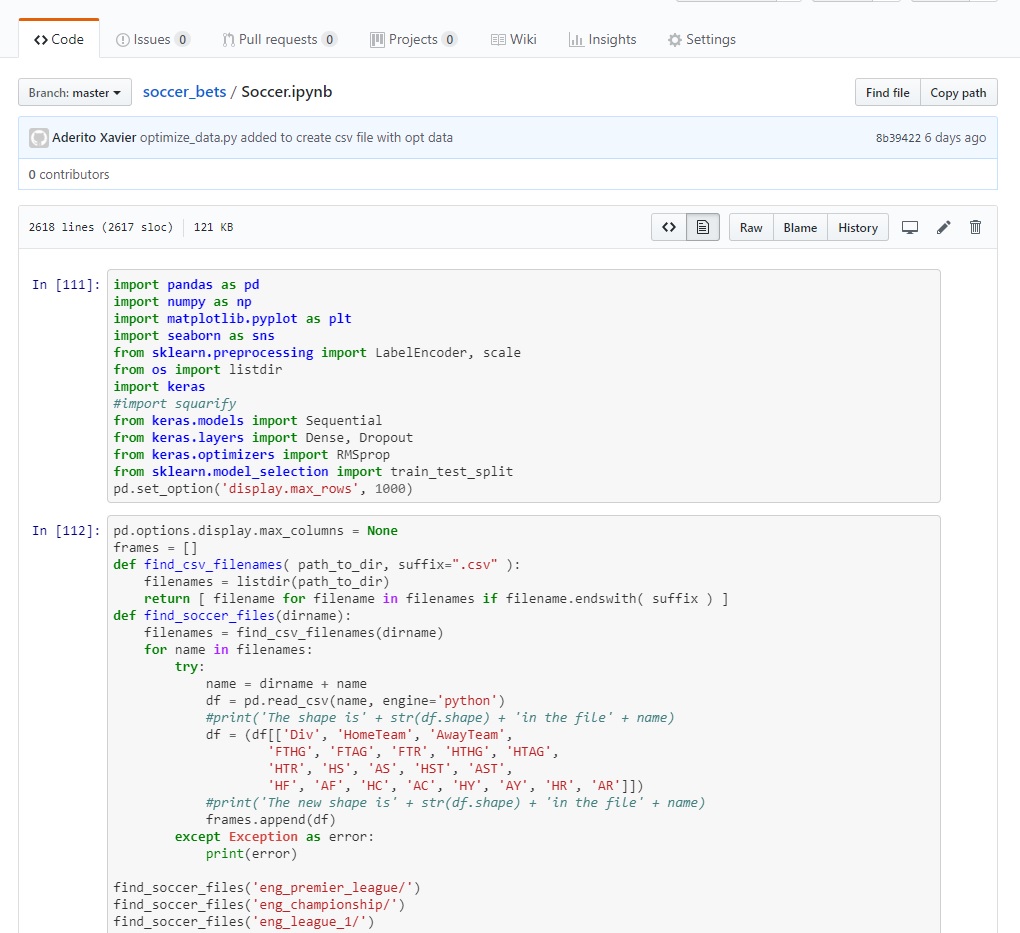 Code Issues 0 Pull requests 0 Projects 0 Wiki Insights Settings
Branch: master soccer_bets / Soccer.ipynb Find file Copy path
Aderito Xavier optimize_data.py added to create csv file with opt data 8b39422 6 days ago
0 contributors
2618 lines (2617 sloc) 121 KB Raw Blame History
In [111]: import pandas as pd
import numpy as np
import matplotlib.pyplot as plt
import seaborn as sns
from sklearn.preprocessing import LabelEncoder, scale
from os import listdir
import keras
#import squarify
from keras.models import Sequential
from keras.layers import Dense, Dropout
from keras.optimizers import RMSprop
from sklearn.model_selection import train_test_split
pd.set_option('display.max_rows', 1000)
In [112]: pd.options.display.max_columns = None
frames = []
def find_csv_filenames( path_to_dir, suffix=".csv" ):
    filenames = listdir(path_to_dir)
    return [ filename for filename in filenames if filename.endswith( suffix ) ]
def find_soccer_files(dirname):
    filenames = find_csv_filenames(dirname)
    for name in filenames:
        try:
            name = dirname + name
            df = pd.read_csv(name, engine='python')
            #print('The shape is' + str(df.shape) + 'in the file' + name)
            df = (df[['Div', 'HomeTeam', 'AwayTeam',
                    'FTHG', 'FTAG', 'FTR', 'HTHG', 'HTAG',
                    'HTR', 'HS', 'AS', 'HST', 'AST',
                    'HF', 'AF', 'HC', 'AC', 'HY', 'AY', 'HR', 'AR']])
            #print('The new shape is' + str(df.shape) + 'in the file' + name)
            frames.append(df)
        except Exception as error:
            print(error)
find_soccer_files('eng_premier_league/')
find_soccer_files('eng_championship/')
find_soccer_files('eng_league_1/')